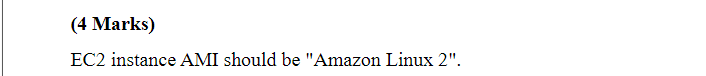 (4 Marks)
EC2 instance AMI should be "Amazon Linux 2".